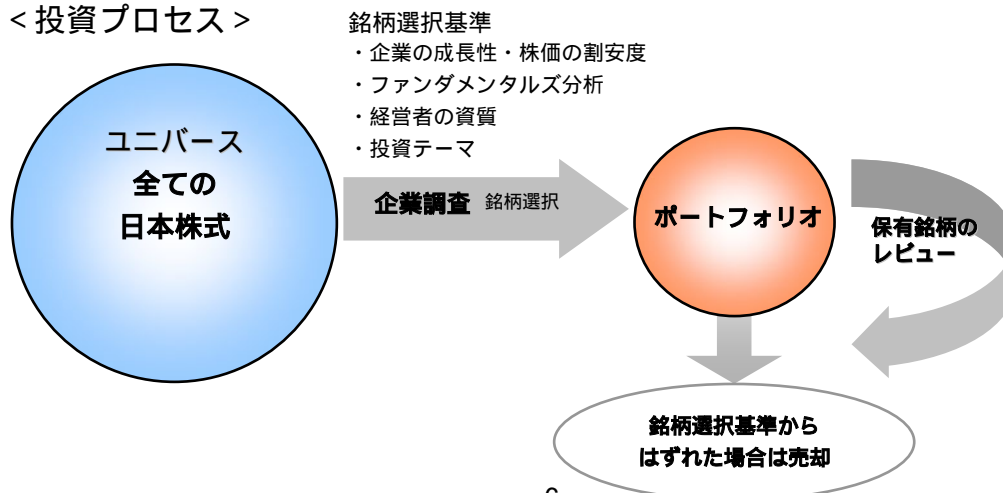 ＜投資プロセス＞
銘柄選択基準
・企業の成長性・株価の割安度
・ファンダメンタルズ分析
・経営者の資質
・投資テーマ
ユニバース
全ての
日本株式
企業調査 銘柄選択
ポートフォリオ
保有銘柄の
レビュー
銘柄選択基準から
はずれた場合は売却